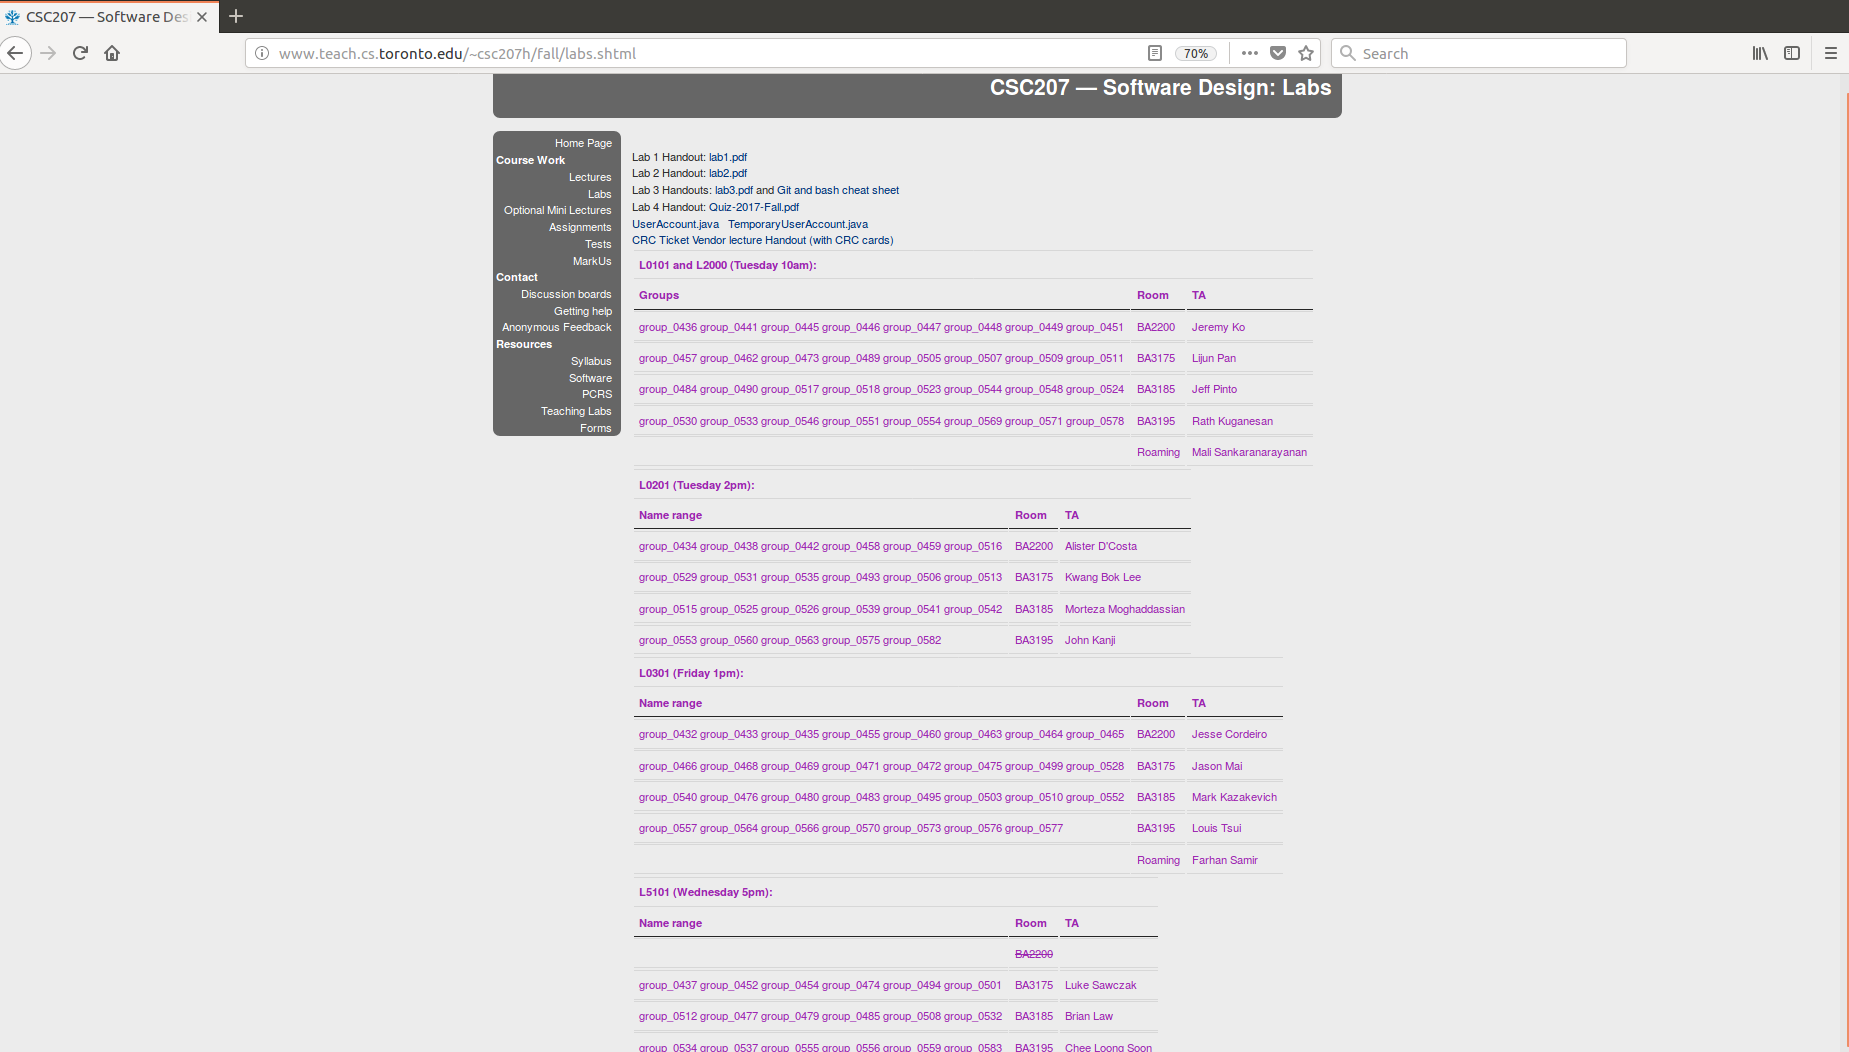 CSC207 — Software Des
www.teach.cs.toronto.edu/~csc207h/fall/labs.shtml
70%
Search
CSC207 — Software Design: Labs
Home Page
Course Work
Lectures
Labs
Optional Mini Lectures
Assignments
Tests
MarkUs
Contact
Discussion boards
Getting help
Anonymous Feedback
Resources
Syllabus
Software
PCRS
Teaching Labs
Forms
Lab 1 Handout: lab1.pdf
Lab 2 Handout: lab2.pdf
Lab 3 Handouts: lab3.pdf and Git and bash cheat sheet
Lab 4 Handout: Quiz-2017-Fall.pdf
UserAccount.java TemporaryUserAccount.java
CRC Ticket Vendor lecture Handout (with CRC cards)
L0101 and L2000 (Tuesday 10am):
Groups Room TA
group_0436 group_0441 group_0445 group_0446 group_0447 group_0448 group_0449 group_0451 BA2200 Jeremy Ko
group_0457 group_0462 group_0473 group_0489 group_0505 group_0507 group_0509 group_0511 BA3175 Lijun Pan
group_0484 group_0490 group_0517 group_0518 group_0523 group_0544 group_0548 group_0524 BA3185 Jeff Pinto
group_0530 group_0533 group_0546 group_0551 group_0554 group_0569 group_0571 group_0578 BA3195 Rath Kuganesan
Roaming Mali Sankaranarayanan
L0201 (Tuesday 2pm):
Name range Room TA
group_0434 group_0438 group_0442 group_0458 group_0459 group_0516 BA2200 Alister D'Costa
group_0529 group_0531 group_0535 group_0493 group_0506 group_0513 BA3175 Kwang Bok Lee
group_0515 group_0525 group_0526 group_0539 group_0541 group_0542 BA3185 Morteza Moghaddassian
group_0553 group_0560 group_0563 group_0575 group_0582 BA3195 John Kanji
L0301 (Friday 1pm):
Name range Room TA
group_0432 group_0433 group_0435 group_0455 group_0460 group_0463 group_0464 group_0465 BA2200 Jesse Cordeiro
group_0466 group_0468 group_0469 group_0471 group_0472 group_0475 group_0499 group_0528 BA3175 Jason Mai
group_0540 group_0476 group_0480 group_0483 group_0495 group_0503 group_0510 group_0552 BA3185 Mark Kazakevich
group_0557 group_0564 group_0566 group_0570 group_0573 group_0576 group_0577 BA3195 Louis Tsui
Roaming Farhan Samir
L5101 (Wednesday 5pm):
Name range Room TA
BA2200
group_0437 group_0452 group_0454 group_0474 group_0494 group_0501 BA3175 Luke Sawczak
group_0512 group_0477 group_0479 group_0485 group_0508 group_0532 BA3185 Brian Law
group_0534 group_0537 group_0555 group_0556 group_0559 group_0583 BA3195 Chee Loong Soon